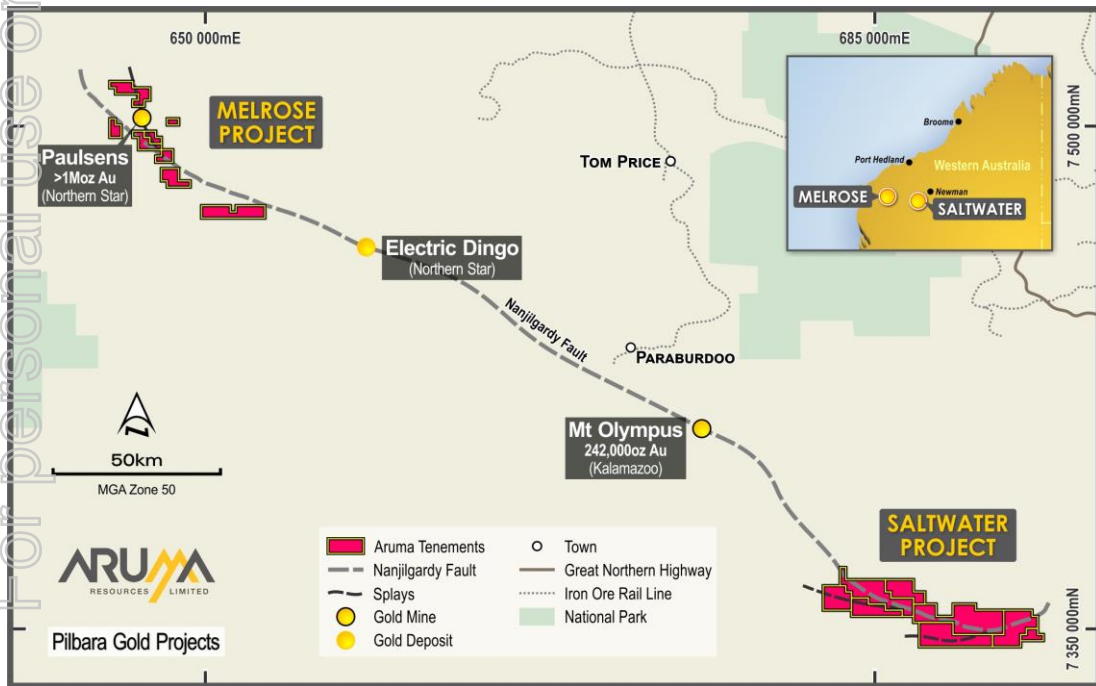 For personal use or
650 000mE
685 000mE
7 500 000mN
7 350 000mN
MELROSE
PROJECT
Paulsens
>1Moz Au
(Northern Star)
Electric Dingo
(Northern Star)
Nanjilgardy Fault
TOM PRICE
PARABURDOO
Mt Olympus
242,000oz Au
(Kalamazoo)
SALTWATER
PROJECT
Broome
Port Hedland
Western Australia
Newman
MELROSE
SALTWATER
N
50km
MGA Zone 50
ARUMA
RESOURCES LIMITED
Pilbara Gold Projects
Aruma Tenements
Nanjilgardy Fault
Splays
Gold Mine
Gold Deposit
Town
Great Northern Highway
Iron Ore Rail Line
National Park